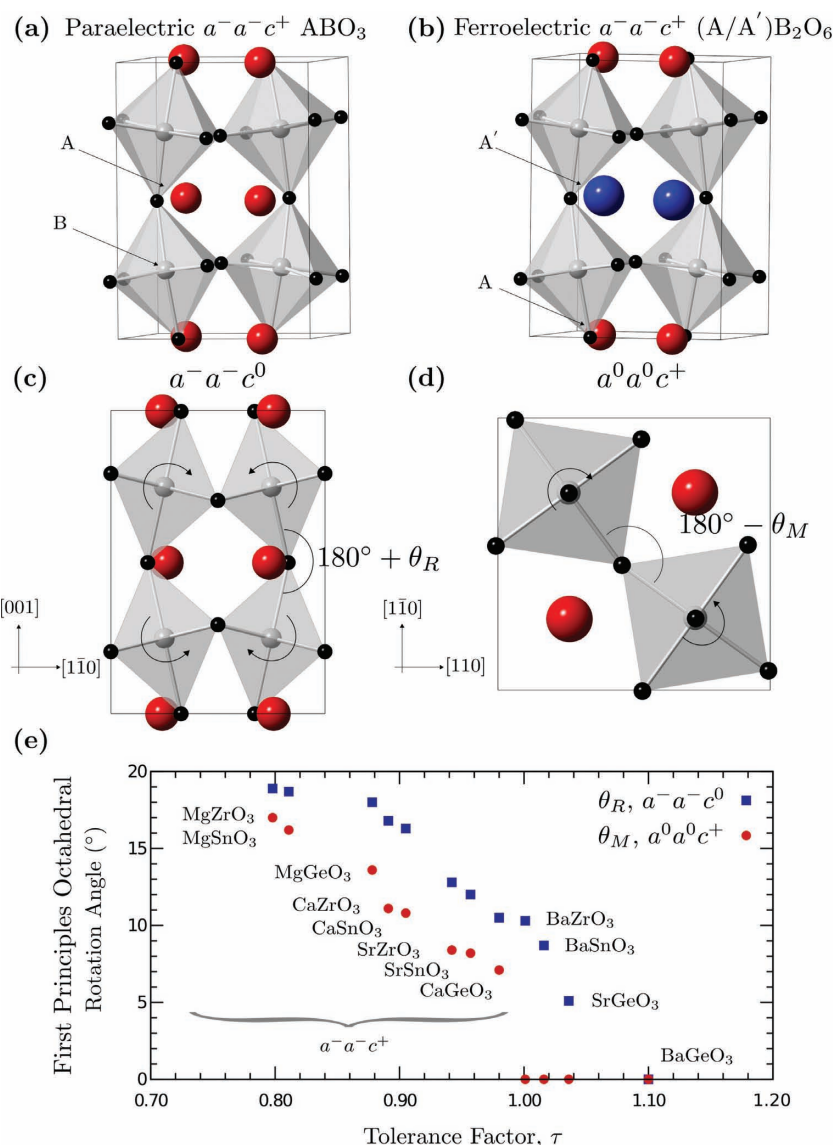 (a) Paraelectric a⁻a⁻c⁺ ABO₃
(b) Ferroelectric a⁻a⁻c⁺ (A/A′)B₂O₆
A
B
A′
A
(c) a⁻a⁻c⁰
(d) a⁰a⁰c⁺
180° + θ_R
180° − θ_M
[001]
[11̄0]
[11̄0]
[110]
(e)
First Principles Octahedral
Rotation Angle (°)
20
15
10
5
0
θ_R, a⁻a⁻c⁰
θ_M, a⁰a⁰c⁺
MgZrO₃
MgSnO₃
MgGeO₃
CaZrO₃
CaSnO₃
SrZrO₃
SrSnO₃
CaGeO₃
BaZrO₃
BaSnO₃
SrGeO₃
BaGeO₃
a⁻a⁻c⁺
0.70 0.80 0.90 1.00 1.10 1.20
Tolerance Factor, τ